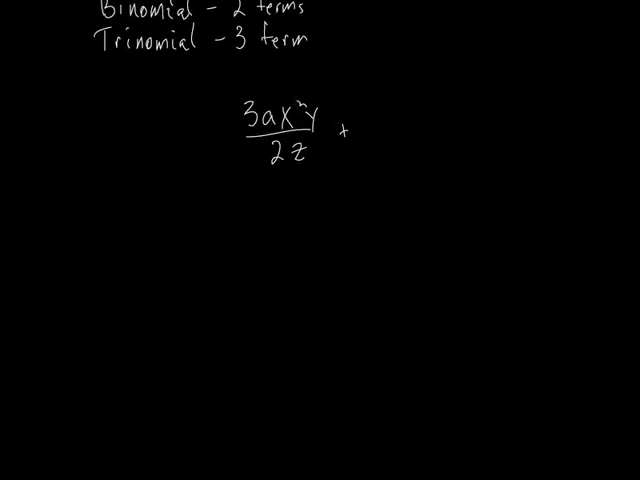 Binomial - 2 terms
Trinomial - 3 term
3ax²y +
2z